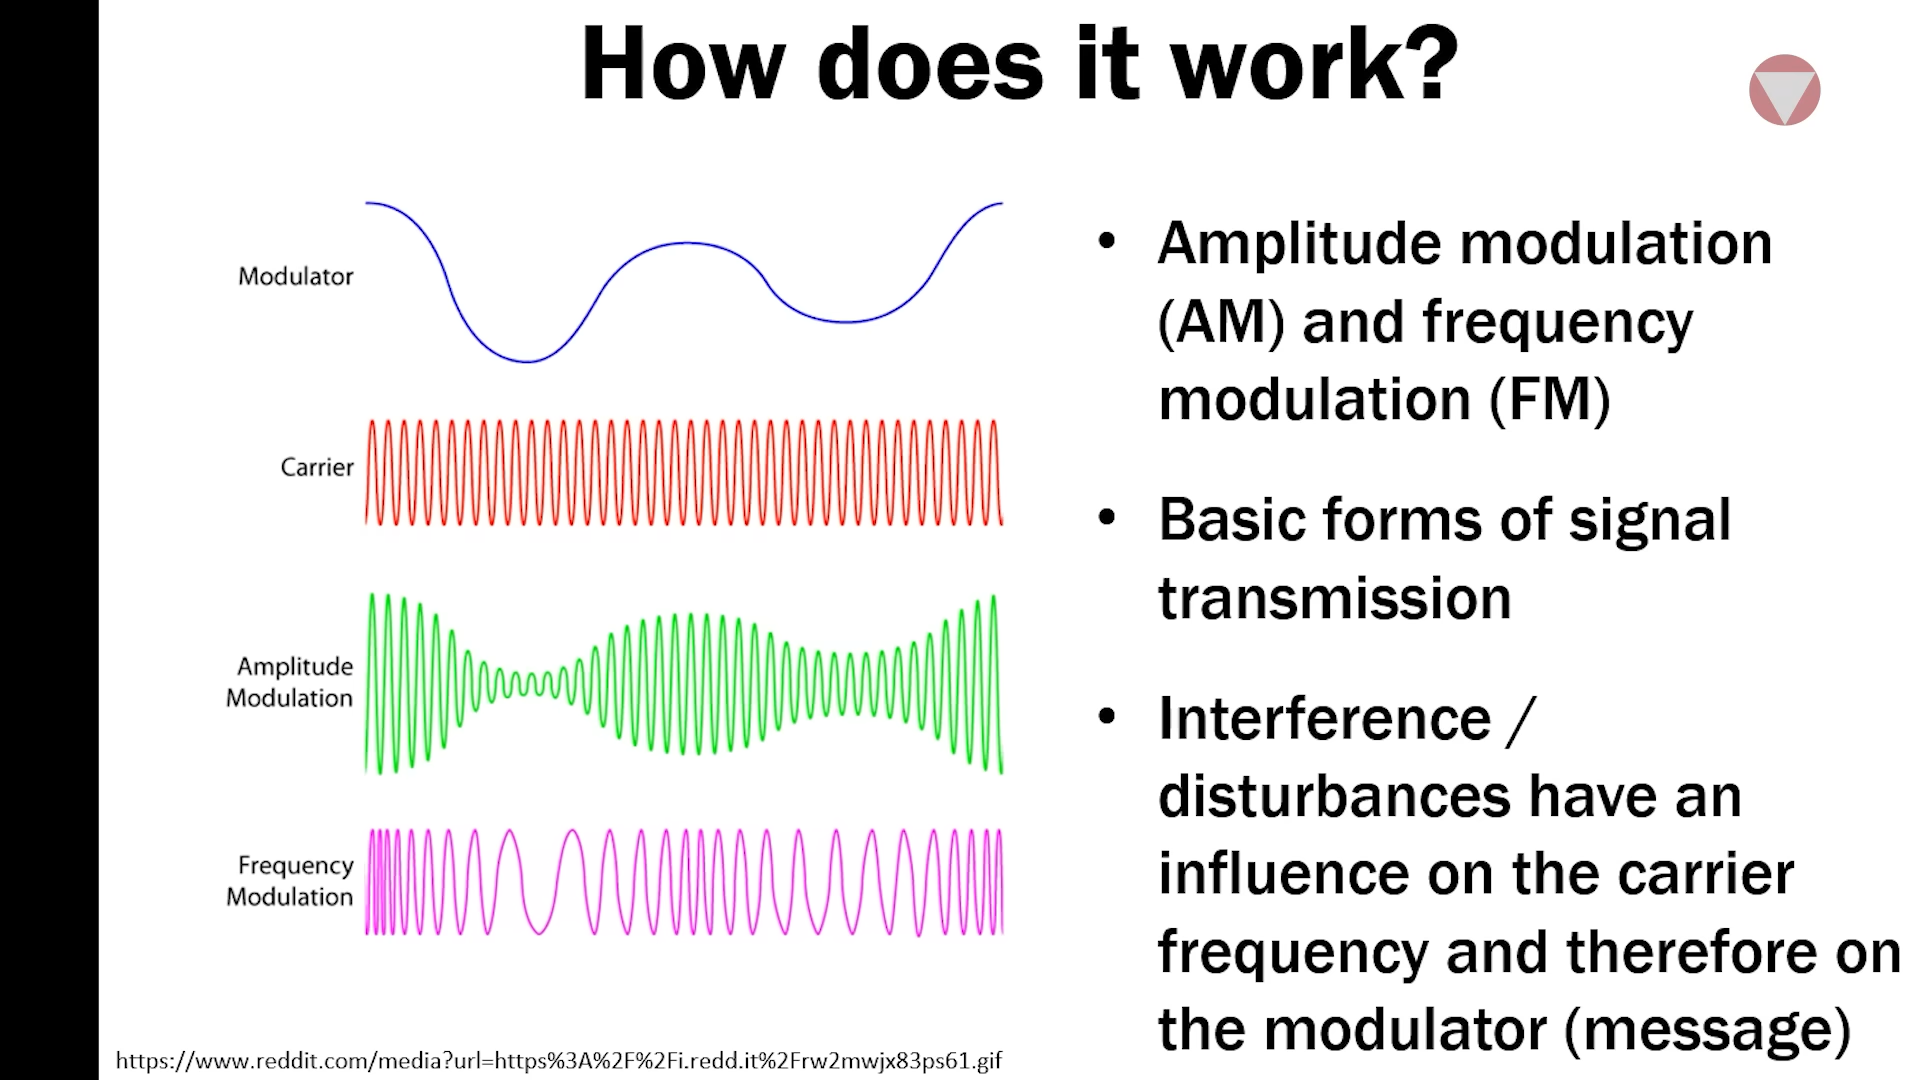 How does it work?
Modulator
Carrier
Amplitude
Modulation
Frequency
Modulation
• Amplitude modulation
(AM) and frequency
modulation (FM)
• Basic forms of signal
transmission
• Interference /
disturbances have an
influence on the carrier
frequency and therefore on
the modulator (message)
https://www.reddit.com/media?url=https%3A%2F%2Fi.redd.it%2Frw2mwjx83ps61.gif